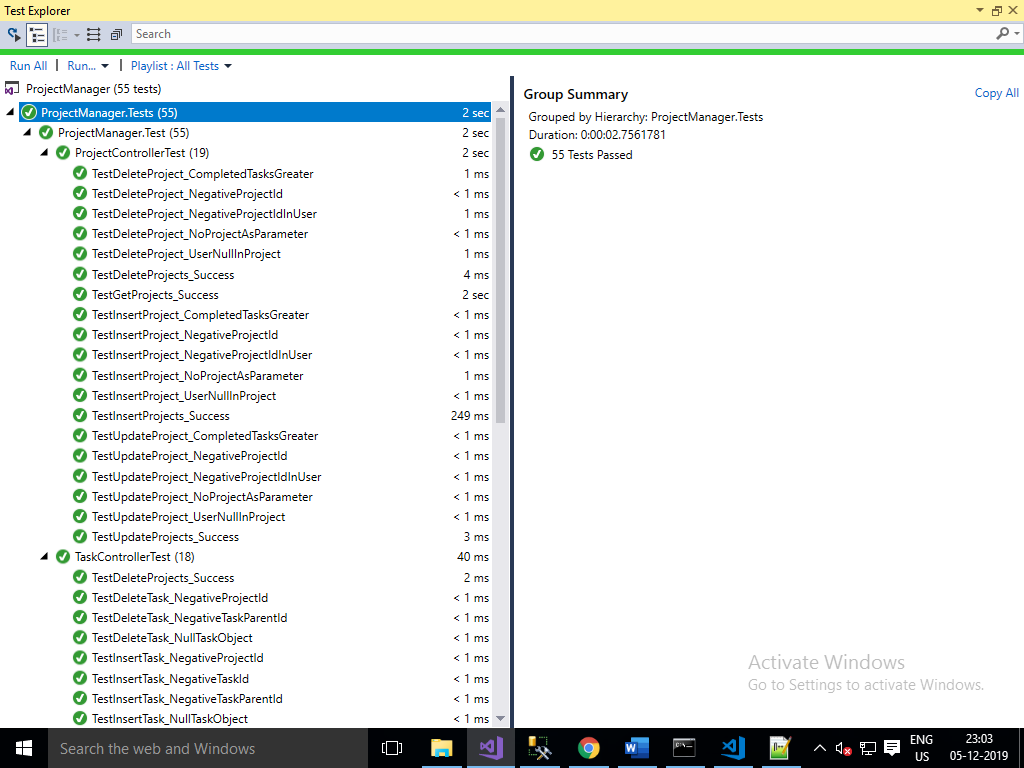 Test Explorer
Search
Run All | Run... | Playlist : All Tests
ProjectManager (55 tests)
ProjectManager.Tests (55) 2 sec
ProjectManager.Test (55) 2 sec
ProjectControllerTest (19) 2 sec
TestDeleteProject_CompletedTasksGreater 1 ms
TestDeleteProject_NegativeProjectId < 1 ms
TestDeleteProject_NegativeProjectIdInUser 1 ms
TestDeleteProject_NoProjectAsParameter < 1 ms
TestDeleteProject_UserNullInProject 1 ms
TestDeleteProjects_Success 4 ms
TestGetProjects_Success 2 sec
TestInsertProject_CompletedTasksGreater < 1 ms
TestInsertProject_NegativeProjectId < 1 ms
TestInsertProject_NegativeProjectIdInUser < 1 ms
TestInsertProject_NoProjectAsParameter 1 ms
TestInsertProject_UserNullInProject < 1 ms
TestInsertProjects_Success 249 ms
TestUpdateProject_CompletedTasksGreater < 1 ms
TestUpdateProject_NegativeProjectId < 1 ms
TestUpdateProject_NegativeProjectIdInUser < 1 ms
TestUpdateProject_NoProjectAsParameter < 1 ms
TestUpdateProject_UserNullInProject < 1 ms
TestUpdateProjects_Success 3 ms
TaskControllerTest (18) 40 ms
TestDeleteProjects_Success 2 ms
TestDeleteTask_NegativeProjectId < 1 ms
TestDeleteTask_NegativeTaskParentId < 1 ms
TestDeleteTask_NullTaskObject < 1 ms
TestInsertTask_NegativeProjectId < 1 ms
TestInsertTask_NegativeTaskId < 1 ms
TestInsertTask_NegativeTaskParentId < 1 ms
TestInsertTask_NullTaskObject < 1 ms
Group Summary Copy All
Grouped by Hierarchy: ProjectManager.Tests
Duration: 0:00:02.7561781
55 Tests Passed
Activate Windows
Go to Settings to activate Windows.
Search the web and Windows
ENG
US
23:03
05-12-2019